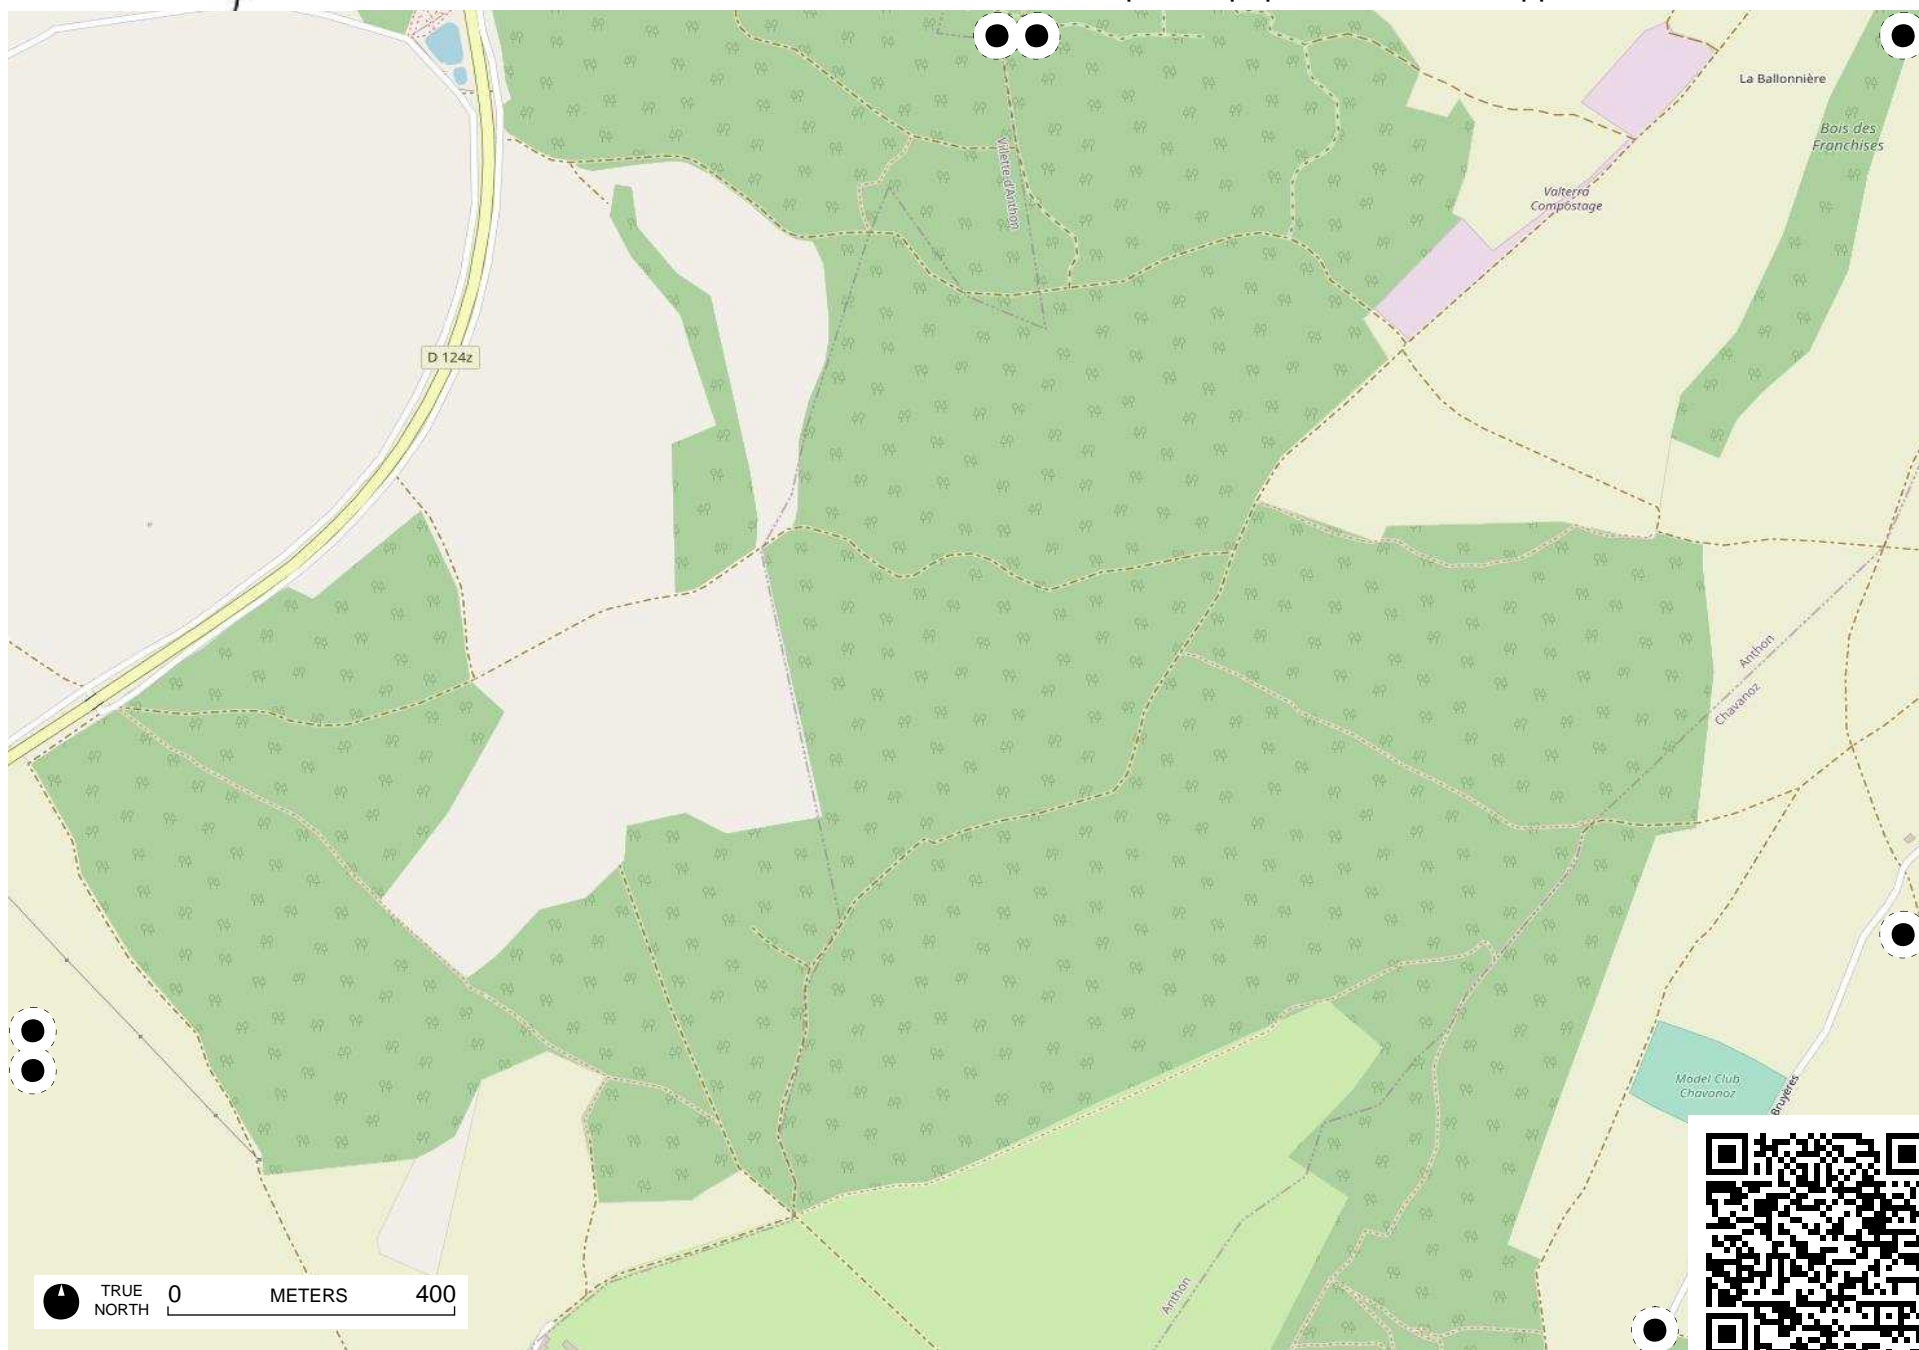 La Ballonnière
Bois des
Franchises
Villette-d'Anthon
Valterra
Compostage
D 124z
Anthon
Chavanoz
Model Club
Chavanoz
Bruyères
Anthon
TRUE
NORTH
0 METERS 400